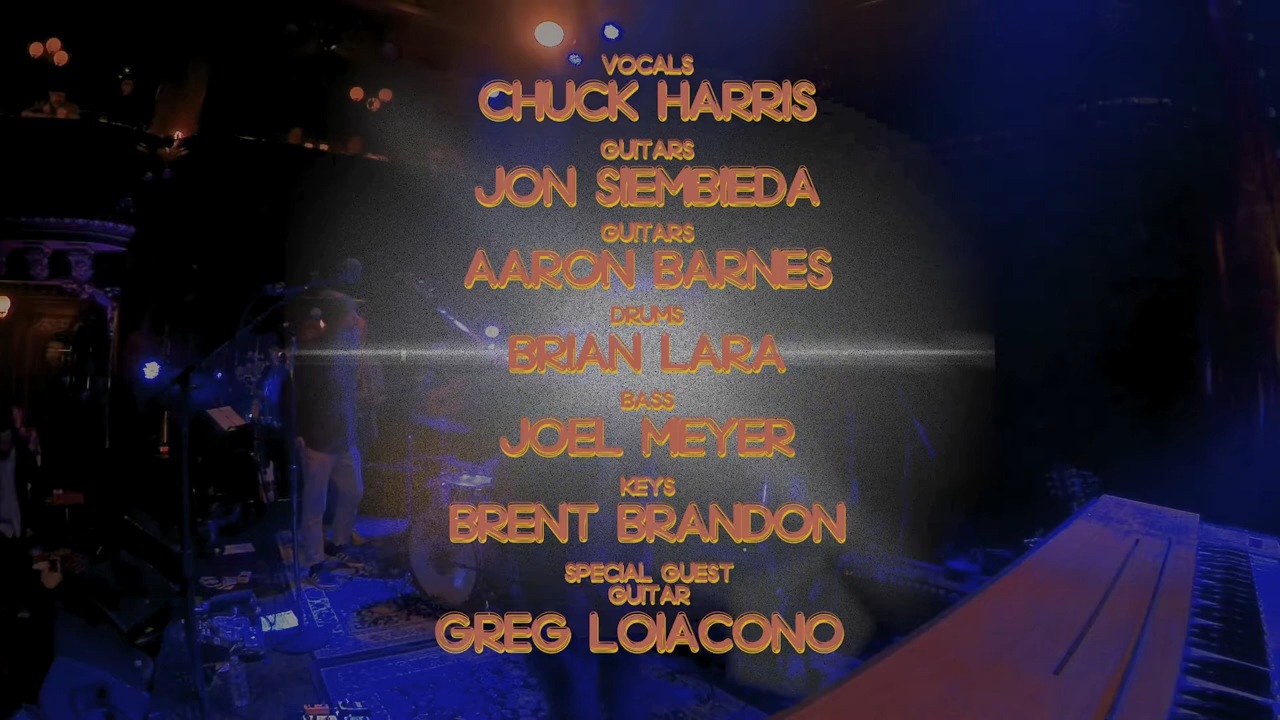 VOCALS
CHUCK HARRIS
GUITARS
JON SIEMBIEDA
GUITARS
AARON BARNES
DRUMS
BRIAN LARA
BASS
JOEL MEYER
KEYS
BRENT BRANDON
SPECIAL GUEST
GUITAR
GREG LOIACONO